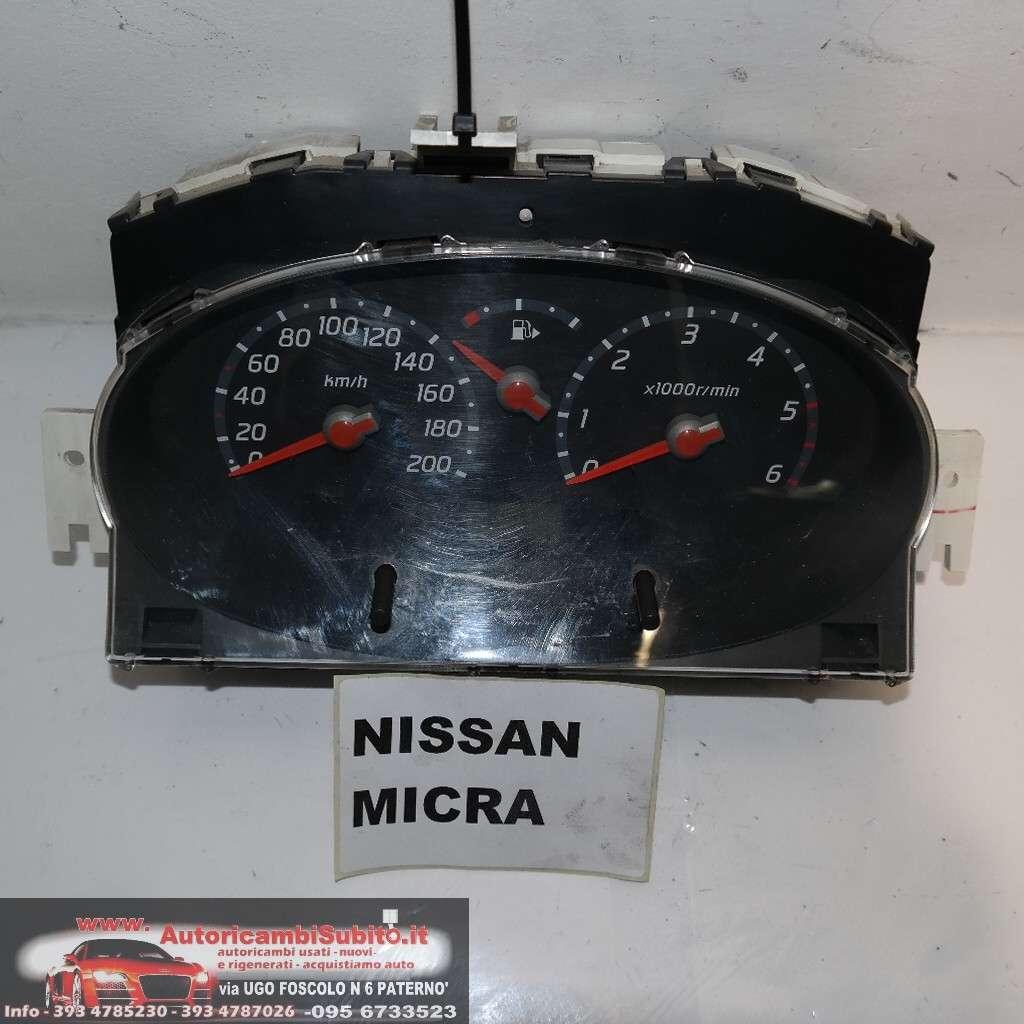 0 20 40 60 80 100 120 140 160 180 200
km/h
0 1 2 3 4 5 6
x1000r/min
NISSAN
MICRA
www.
AutoricambiSubito.it
autoricambi usati - nuovi-
e rigenerati - acquistiamo auto
via UGO FOSCOLO N 6 PATERNO'
Info - 393 4785230 - 393 4787026 -095 6733523